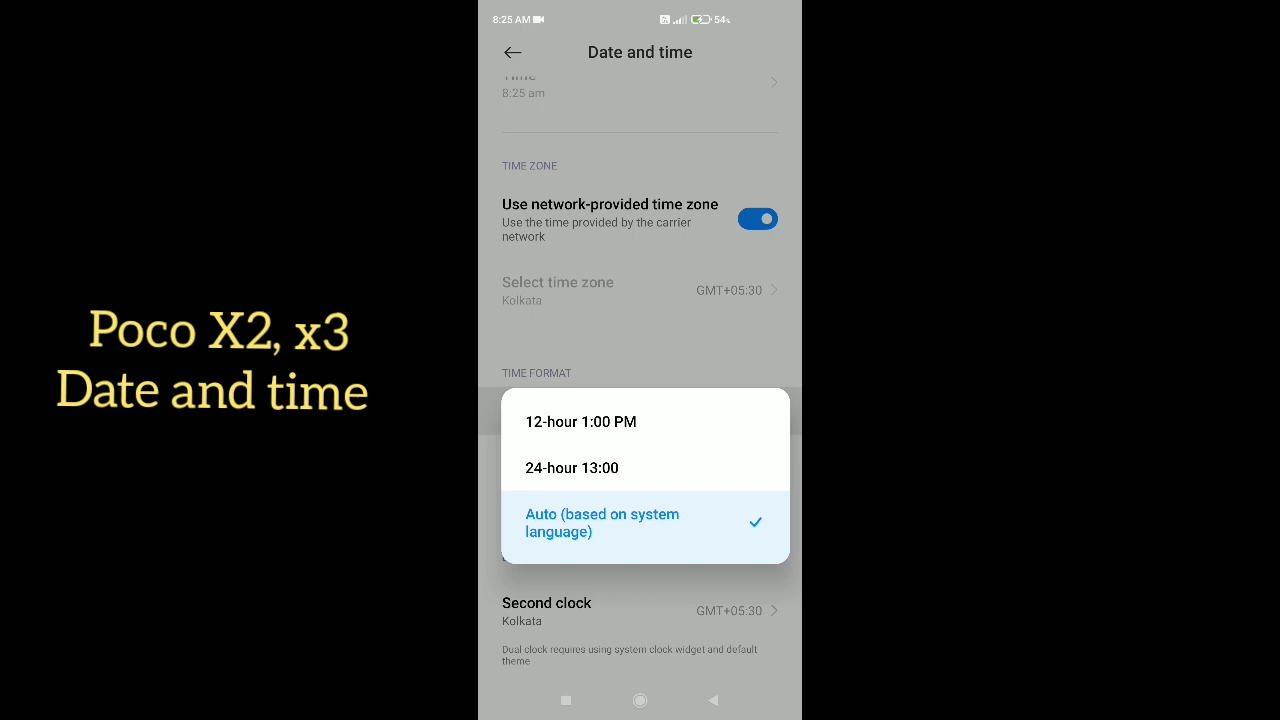 8:25 AM 54%
Date and time
Time
8:25 am
TIME ZONE
Use network-provided time zone
Use the time provided by the carrier
network
Select time zone
Kolkata
GMT+05:30
TIME FORMAT
12-hour 1:00 PM
24-hour 13:00
Auto (based on system
language)
Second clock
Kolkata
GMT+05:30
Dual clock requires using system clock widget and default
theme
Poco X2, x3
Date and time